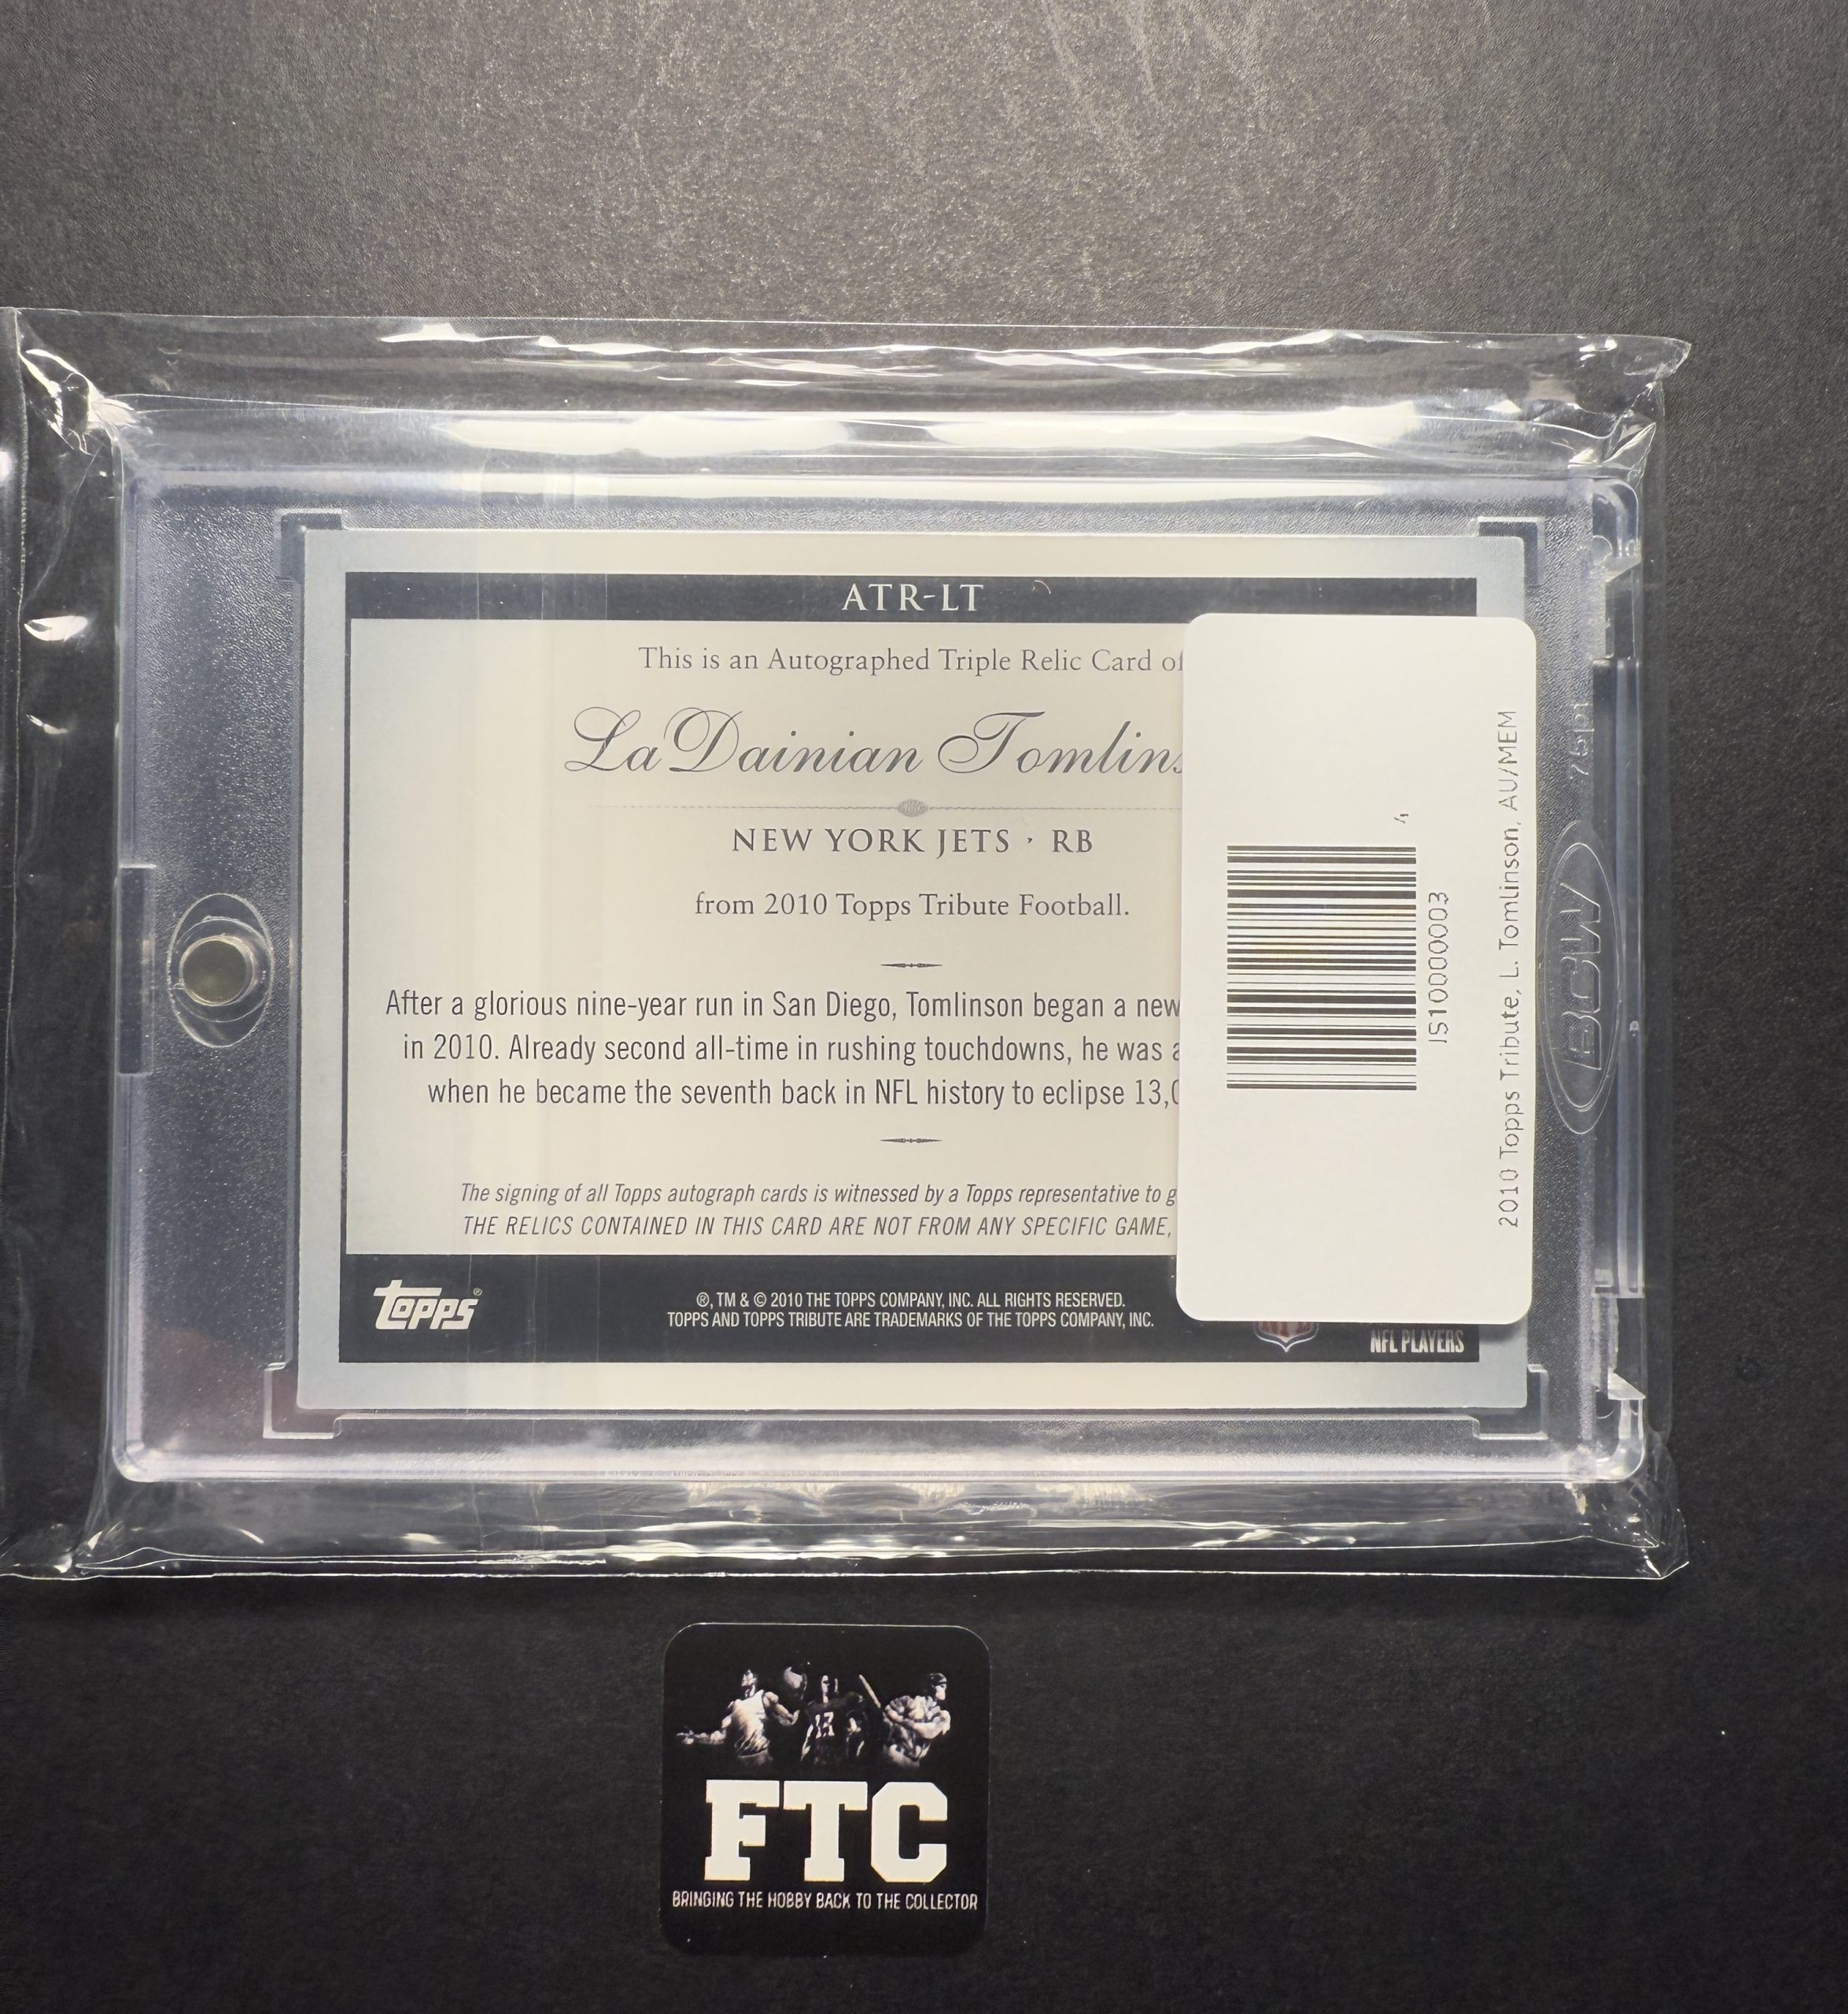 ATR-LT
This is an Autographed Triple Relic Card of
LaDainian Tomlins
NEW YORK JETS · RB
from 2010 Topps Tribute Football.
After a glorious nine-year run in San Diego, Tomlinson began a new
in 2010. Already second all-time in rushing touchdowns, he was a
when he became the seventh back in NFL history to eclipse 13,0
The signing of all Topps autograph cards is witnessed by a Topps representative to g
THE RELICS CONTAINED IN THIS CARD ARE NOT FROM ANY SPECIFIC GAME,
Topps®
®, TM & © 2010 THE TOPPS COMPANY, INC. ALL RIGHTS RESERVED.
TOPPS AND TOPPS TRIBUTE ARE TRADEMARKS OF THE TOPPS COMPANY, INC.
NFL PLAYERS
4
IS10000003
2010 Topps Tribute, L. Tomlinson, AU/MEM
75pt
BCW
13
FTC
BRINGING THE HOBBY BACK TO THE COLLECTOR